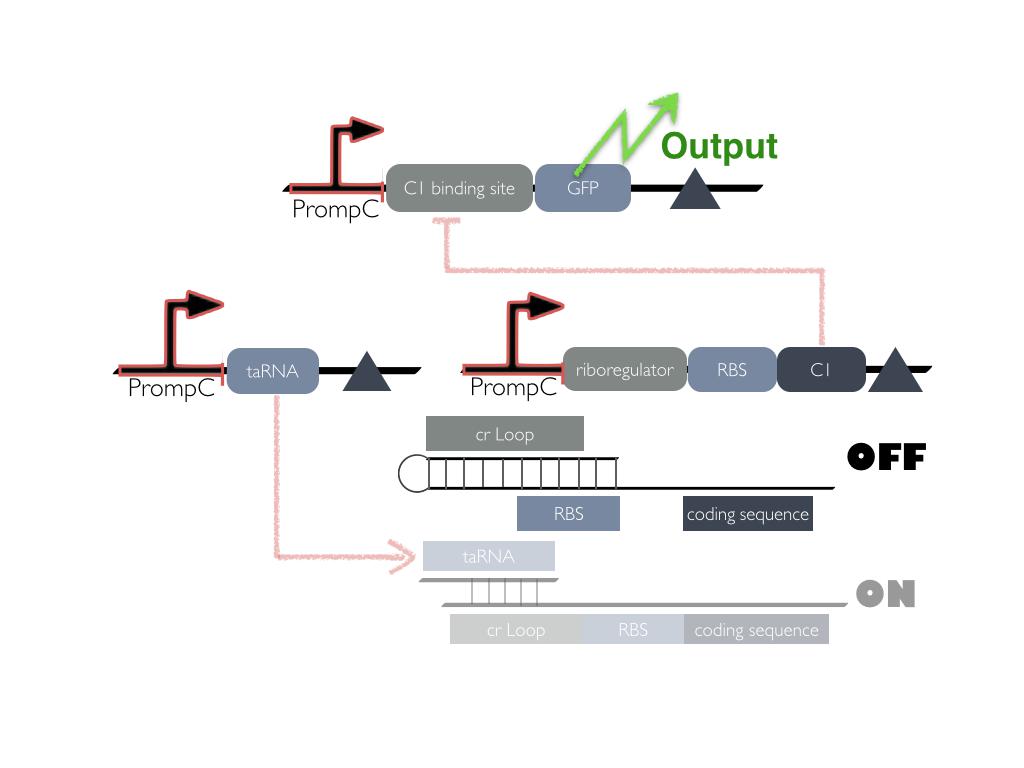 Output
C1 binding site
GFP
PrompC
taRNA
PrompC
riboregulator
RBS
C1
PrompC
cr Loop
OFF
RBS
coding sequence
taRNA
ON
cr Loop
RBS
coding sequence